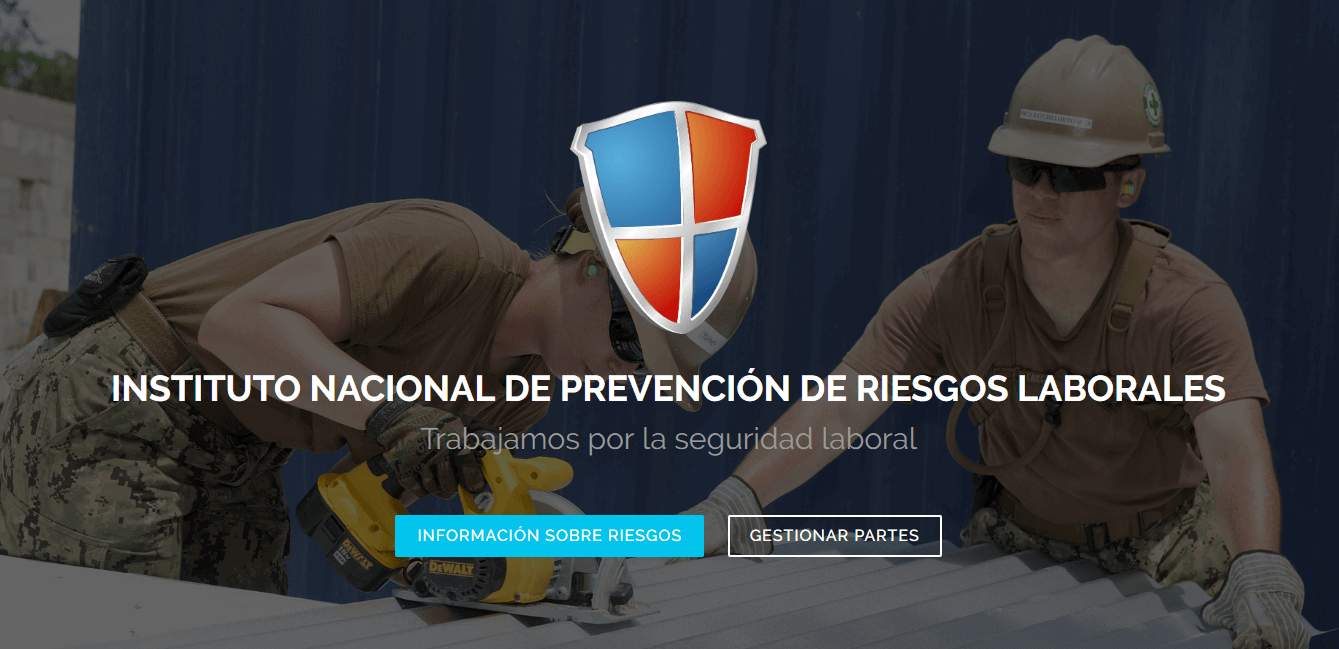 INSTITUTO NACIONAL DE PREVENCIÓN DE RIESGOS LABORALES
Trabajamos por la seguridad laboral
INFORMACIÓN SOBRE RIESGOS
GESTIONAR PARTES
DEWALT
DEWALT